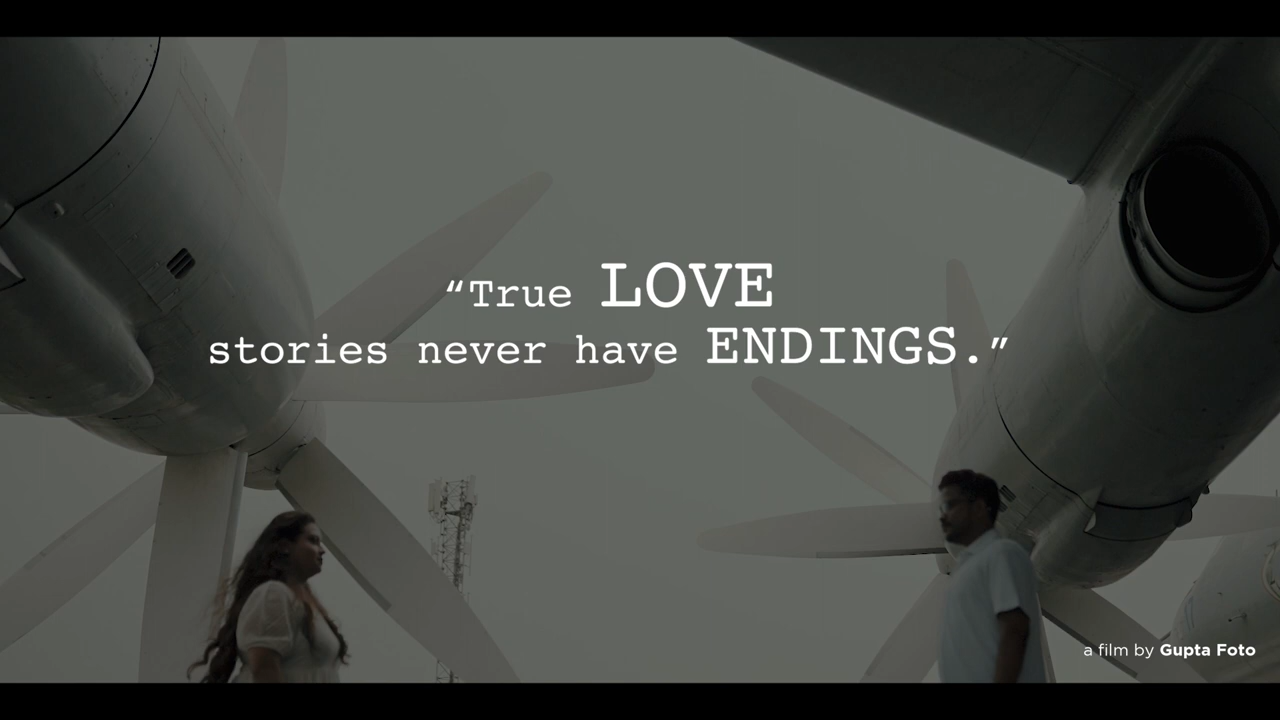 “True LOVE
stories never have ENDINGS.”
a film by Gupta Foto